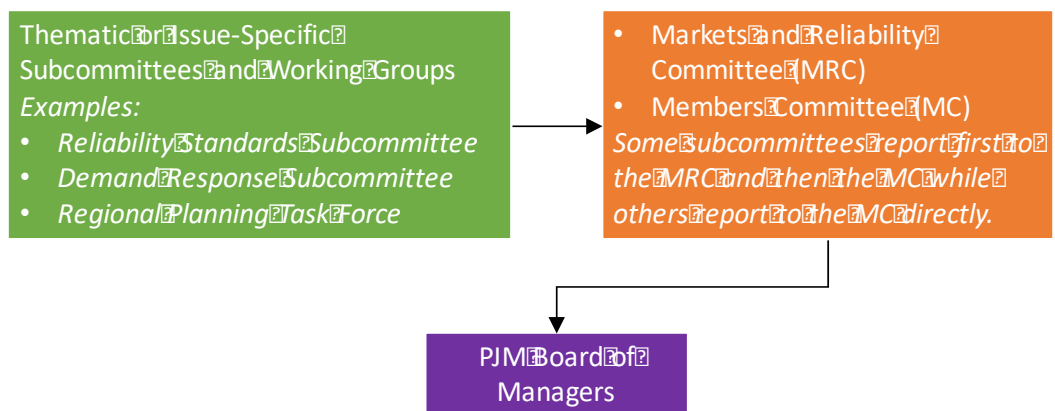 Thematic or Issue-Specific
Subcommittees and Working Groups
Examples:
• Reliability Standards Subcommittee
• Demand Response Subcommittee
• Regional Planning Task Force
• Markets and Reliability
Committee (MRC)
• Members Committee (MC)
Some subcommittees report first to
the MRC and then the MC while
others report to the MC directly.
PJM Board of
Managers